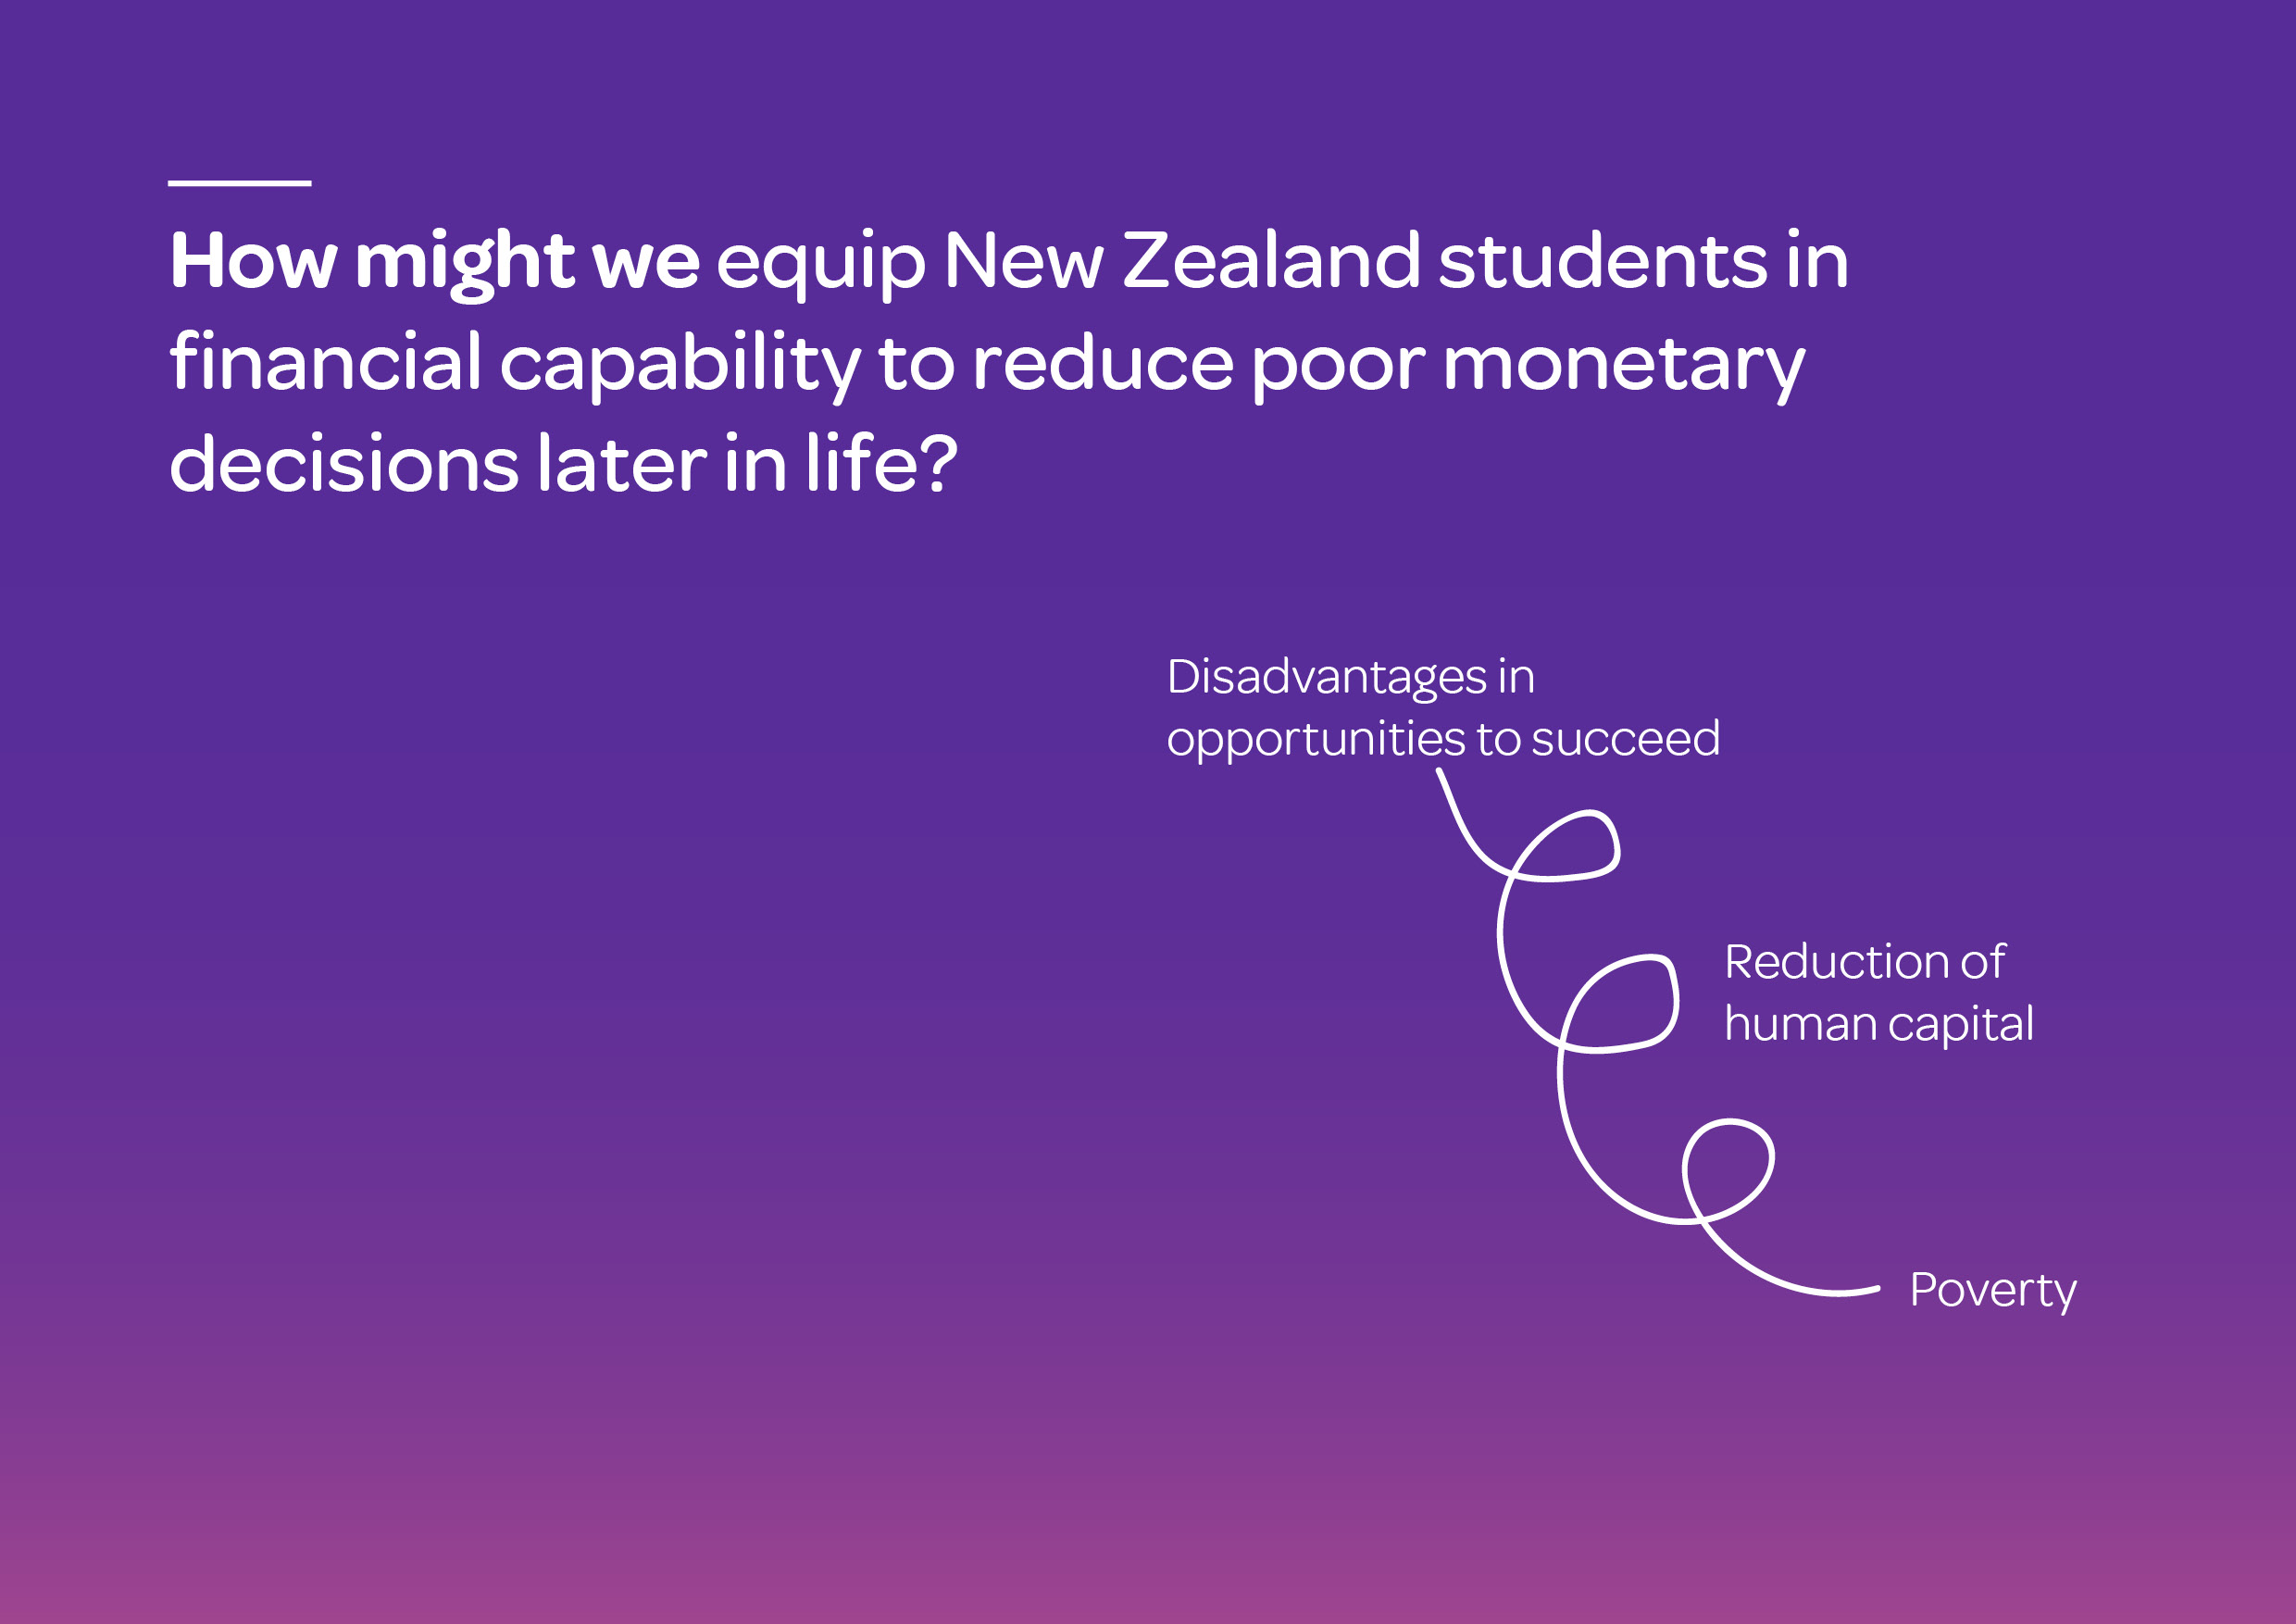 How might we equip New Zealand students in
financial capability to reduce poor monetary
decisions later in life?
Disadvantages in
opportunities to succeed
Reduction of
human capital
Poverty